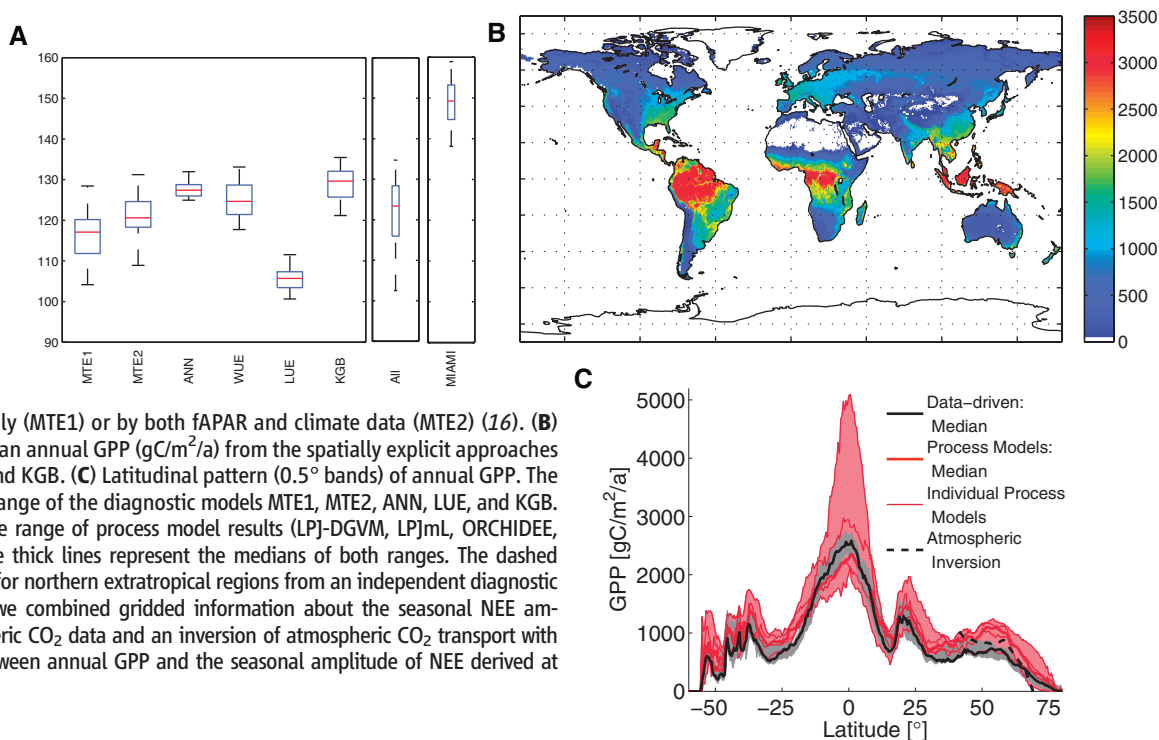 A
160
150
140
130
120
110
100
90
MTE1
MTE2
ANN
WUE
LUE
KGB
All
MIAMI
B
3500
3000
2500
2000
1500
1000
500
0
ly (MTE1) or by both fAPAR and climate data (MTE2) (16). (B)
an annual GPP (gC/m²/a) from the spatially explicit approaches
nd KGB. (C) Latitudinal pattern (0.5° bands) of annual GPP. The
ange of the diagnostic models MTE1, MTE2, ANN, LUE, and KGB.
e range of process model results (LPJ-DGVM, LPJmL, ORCHIDEE,
e thick lines represent the medians of both ranges. The dashed
for northern extratropical regions from an independent diagnostic
we combined gridded information about the seasonal NEE am-
eric CO₂ data and an inversion of atmospheric CO₂ transport with
ween annual GPP and the seasonal amplitude of NEE derived at
C
5000
4000
3000
2000
1000
0
GPP [gC/m²/a]
Data-driven:
Median
Process Models:
Median
Individual Process
Models
Atmospheric
Inversion
−50
−25
0
25
50
75
Latitude [°]